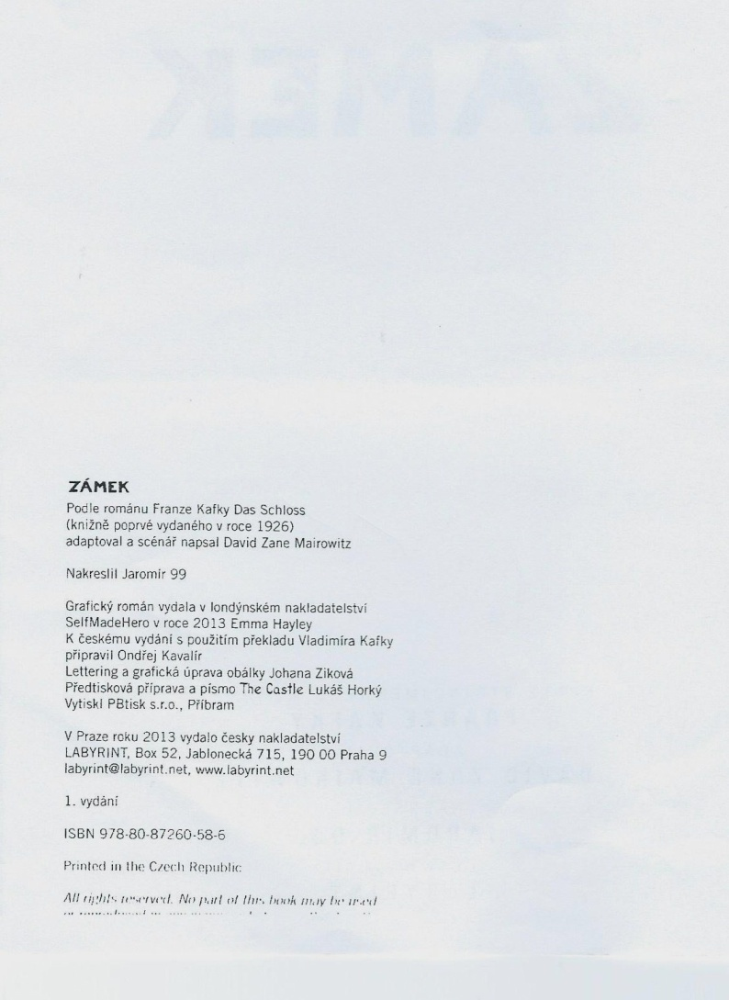 ZÁMEK
Podle románu Franze Kafky Das Schloss
(knižně poprvé vydaného v roce 1926)
adaptoval a scénář napsal David Zane Mairowitz
Nakreslil Jaromír 99
Grafický román vydala v londýnském nakladatelství
SelfMadeHero v roce 2013 Emma Hayley
K českému vydání s použitím překladu Vladimíra Kafky
připravil Ondřej Kavalír
Lettering a grafická úprava obálky Johana Ziková
Předtisková příprava a písmo The Castle Lukáš Horký
Vytiskl PBtisk s.r.o., Příbram
V Praze roku 2013 vydalo česky nakladatelství
LABYRINT, Box 52, Jablonecká 715, 190 00 Praha 9
labyrint@labyrint.net, www.labyrint.net
1. vydání
ISBN 978-80-87260-58-6
Printed in the Czech Republic
All rights reserved. No part of this book may be used